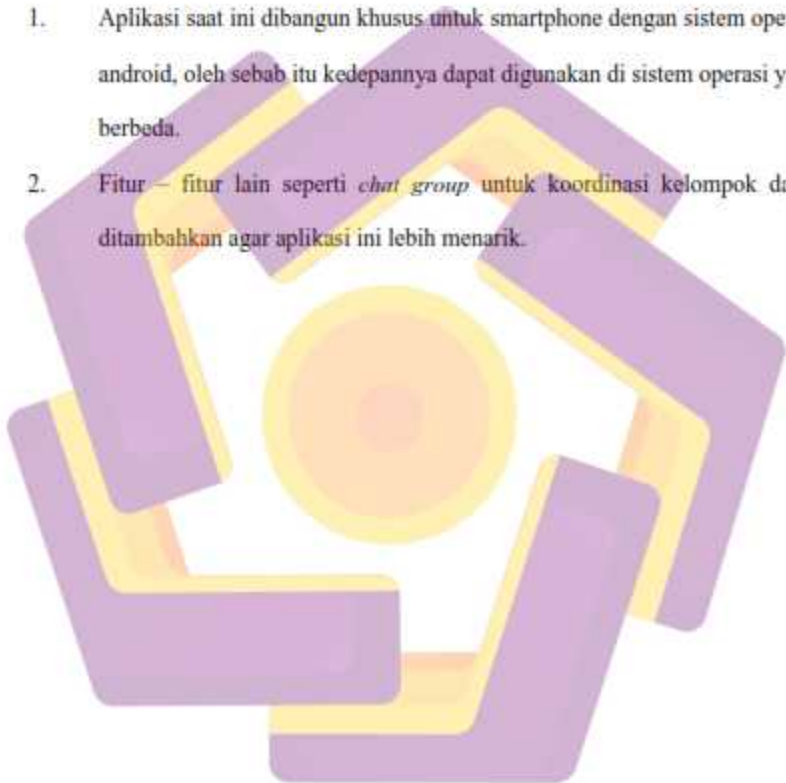 1. Aplikasi saat ini dibangun khusus untuk smartphone dengan sistem ope
android, oleh sebab itu kedepannya dapat digunakan di sistem operasi y
berbeda.
2. Fitur – fitur lain seperti chat group untuk koordinasi kelompok da
ditambahkan agar aplikasi ini lebih menarik.